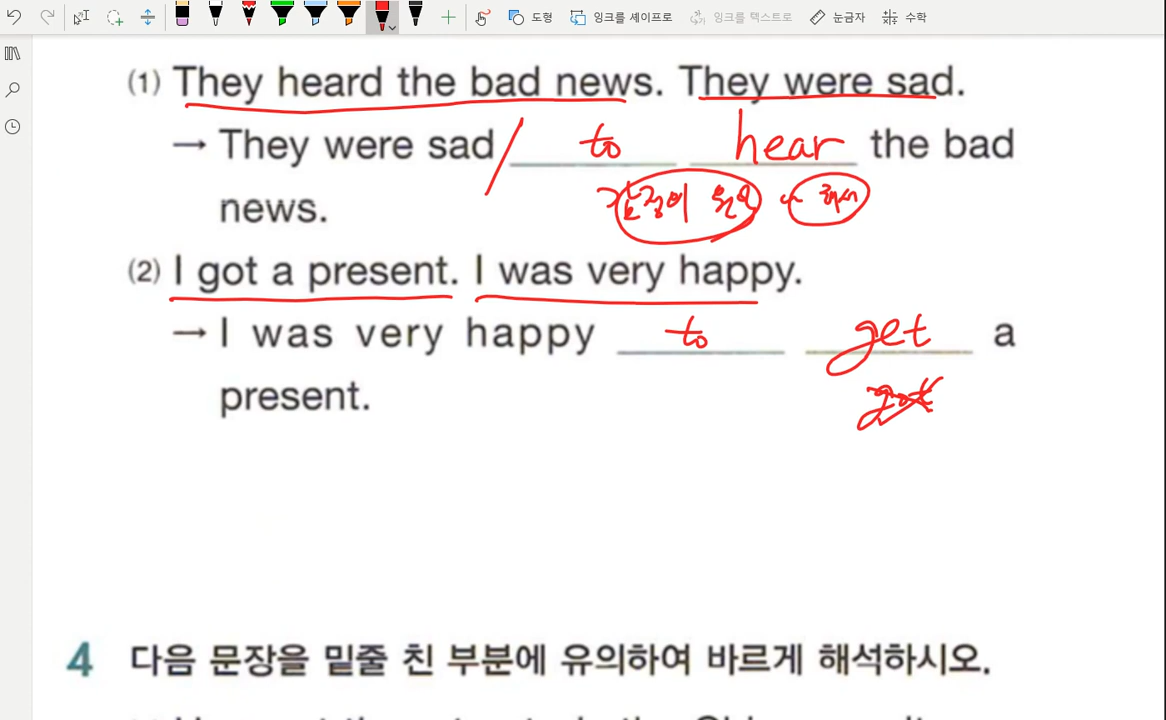 도형 잉크를 셰이프로 잉크를 텍스트로 눈금자 수학
(1) They heard the bad news. They were sad.
→ They were sad / to hear the bad
news.
감정의 원인 ~ 해서
(2) I got a present. I was very happy.
→ I was very happy to get a
got
present.
4 다음 문장을 밑줄 친 부분에 유의하여 바르게 해석하시오.